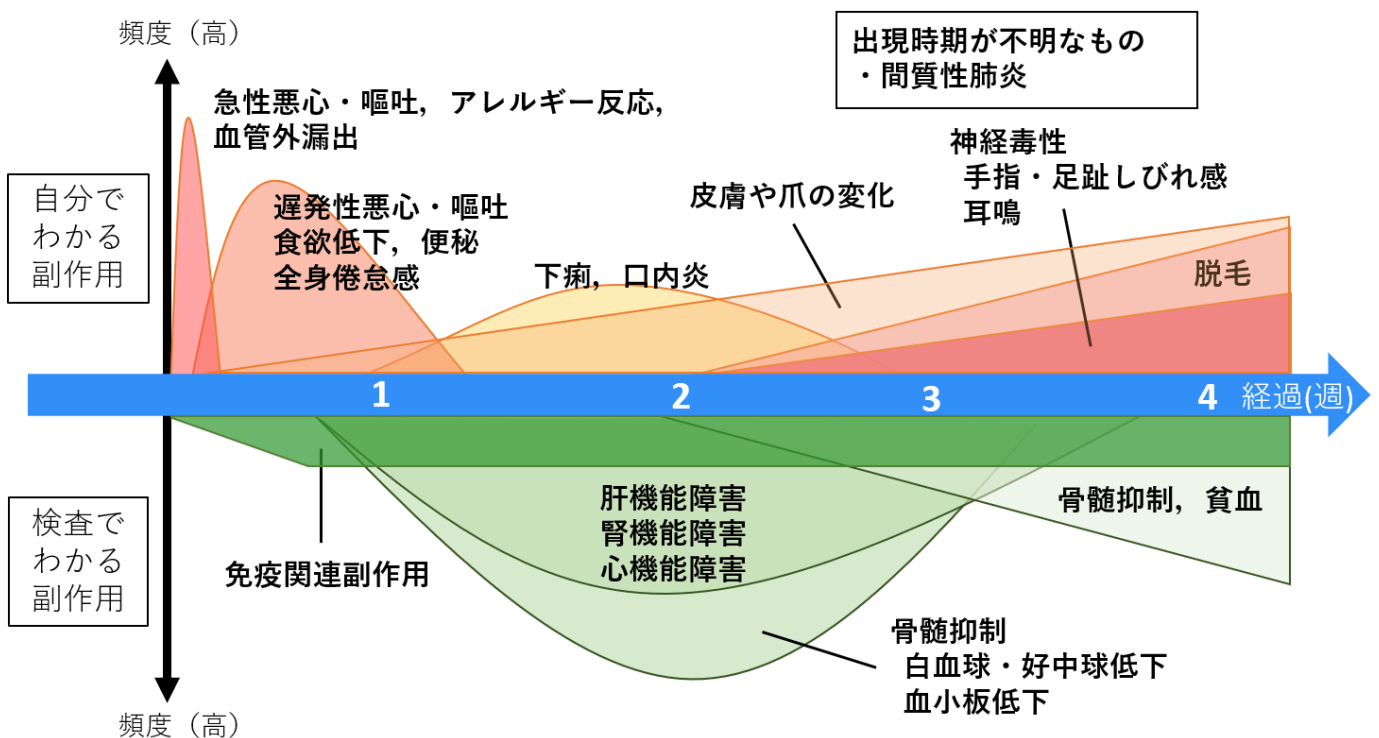 頻度（高）
出現時期が不明なもの
・間質性肺炎
急性悪心・嘔吐，アレルギー反応，
血管外漏出
神経毒性
手指・足趾しびれ感
耳鳴
自分で
わかる
副作用
皮膚や爪の変化
遅発性悪心・嘔吐
食欲低下，便秘
全身倦怠感
下痢，口内炎
脱毛
1
2
3
4
経過(週)
検査で
わかる
副作用
免疫関連副作用
肝機能障害
腎機能障害
心機能障害
骨髄抑制，貧血
骨髄抑制
白血球・好中球低下
血小板低下
頻度（高）